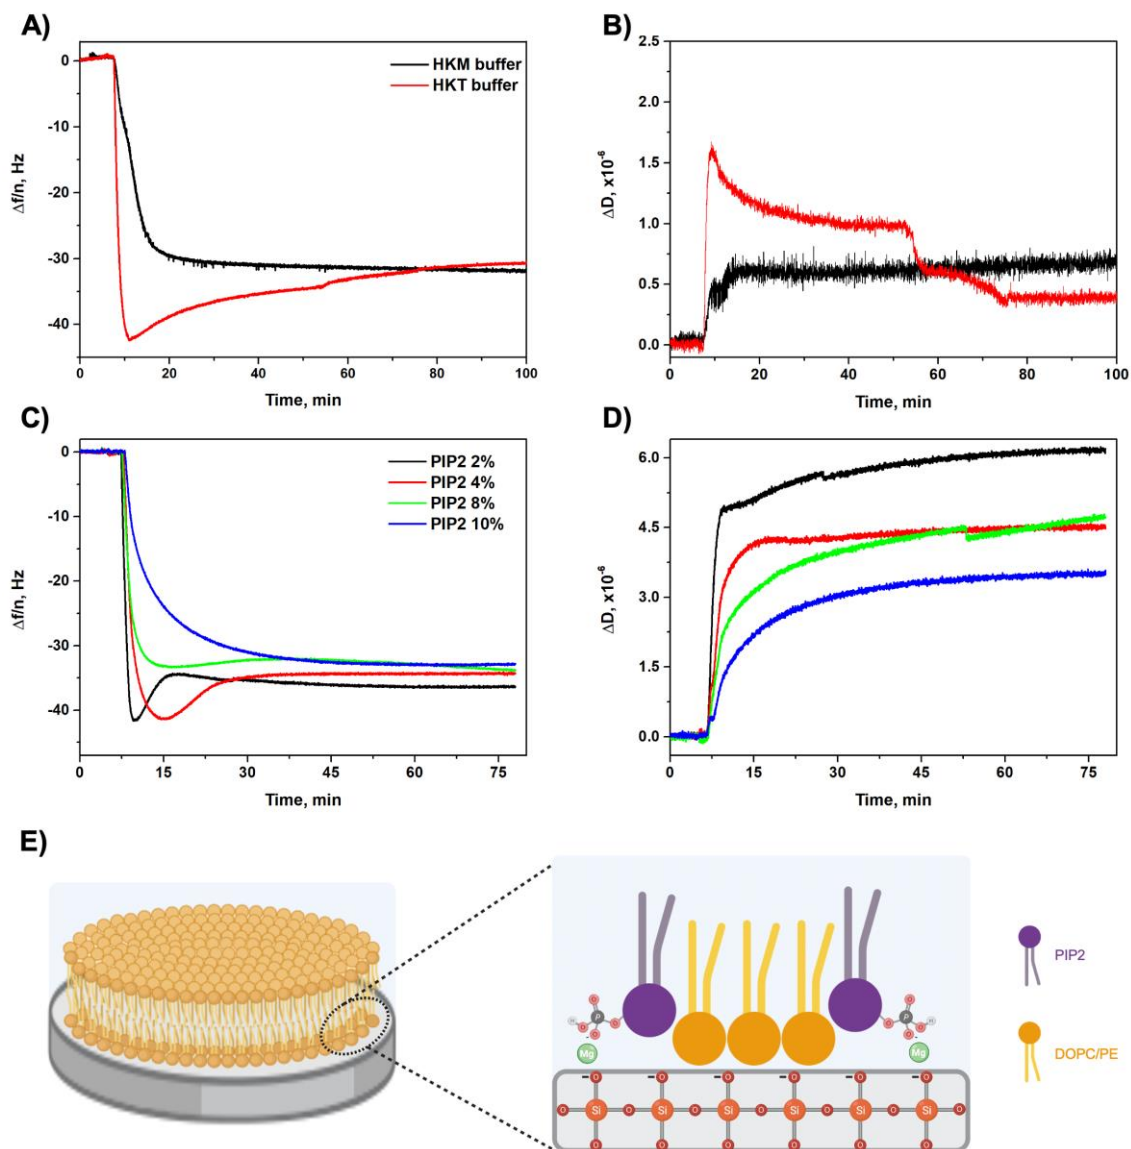 A)
HKM buffer
HKT buffer
0
-10
-20
-30
-40
Δf/n, Hz
0 20 40 60 80 100
Time, min
B)
2.5
2.0
1.5
1.0
0.5
0.0
ΔD, x10⁻⁶
0 20 40 60 80 100
Time, min
C)
PIP2 2%
PIP2 4%
PIP2 8%
PIP2 10%
0
-10
-20
-30
-40
Δf/n, Hz
0 15 30 45 60 75
Time, min
D)
6.0
4.5
3.0
1.5
0.0
ΔD, x10⁻⁶
0 15 30 45 60 75
Time, min
E)
PIP2
DOPC/PE
O
H O P O
O
Mg
O
O P O H
O
Mg
O O O O O O
O Si O Si O Si O Si O Si O Si O
O O O O O O